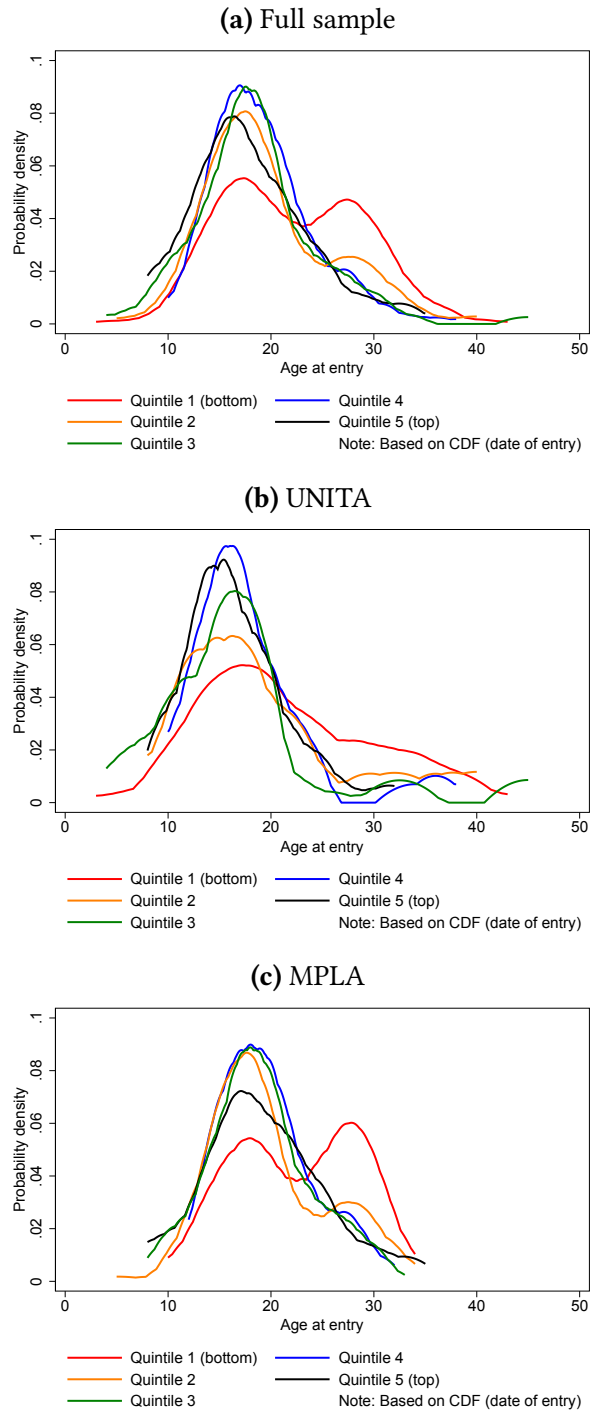 (a) Full sample
Probability density
0 .02 .04 .06 .08 .1
0 10 20 30 40 50
Age at entry
Quintile 1 (bottom) Quintile 4
Quintile 2 Quintile 5 (top)
Quintile 3 Note: Based on CDF (date of entry)
(b) UNITA
Probability density
0 .02 .04 .06 .08 .1
0 10 20 30 40 50
Age at entry
Quintile 1 (bottom) Quintile 4
Quintile 2 Quintile 5 (top)
Quintile 3 Note: Based on CDF (date of entry)
(c) MPLA
Probability density
0 .02 .04 .06 .08 .1
0 10 20 30 40 50
Age at entry
Quintile 1 (bottom) Quintile 4
Quintile 2 Quintile 5 (top)
Quintile 3 Note: Based on CDF (date of entry)